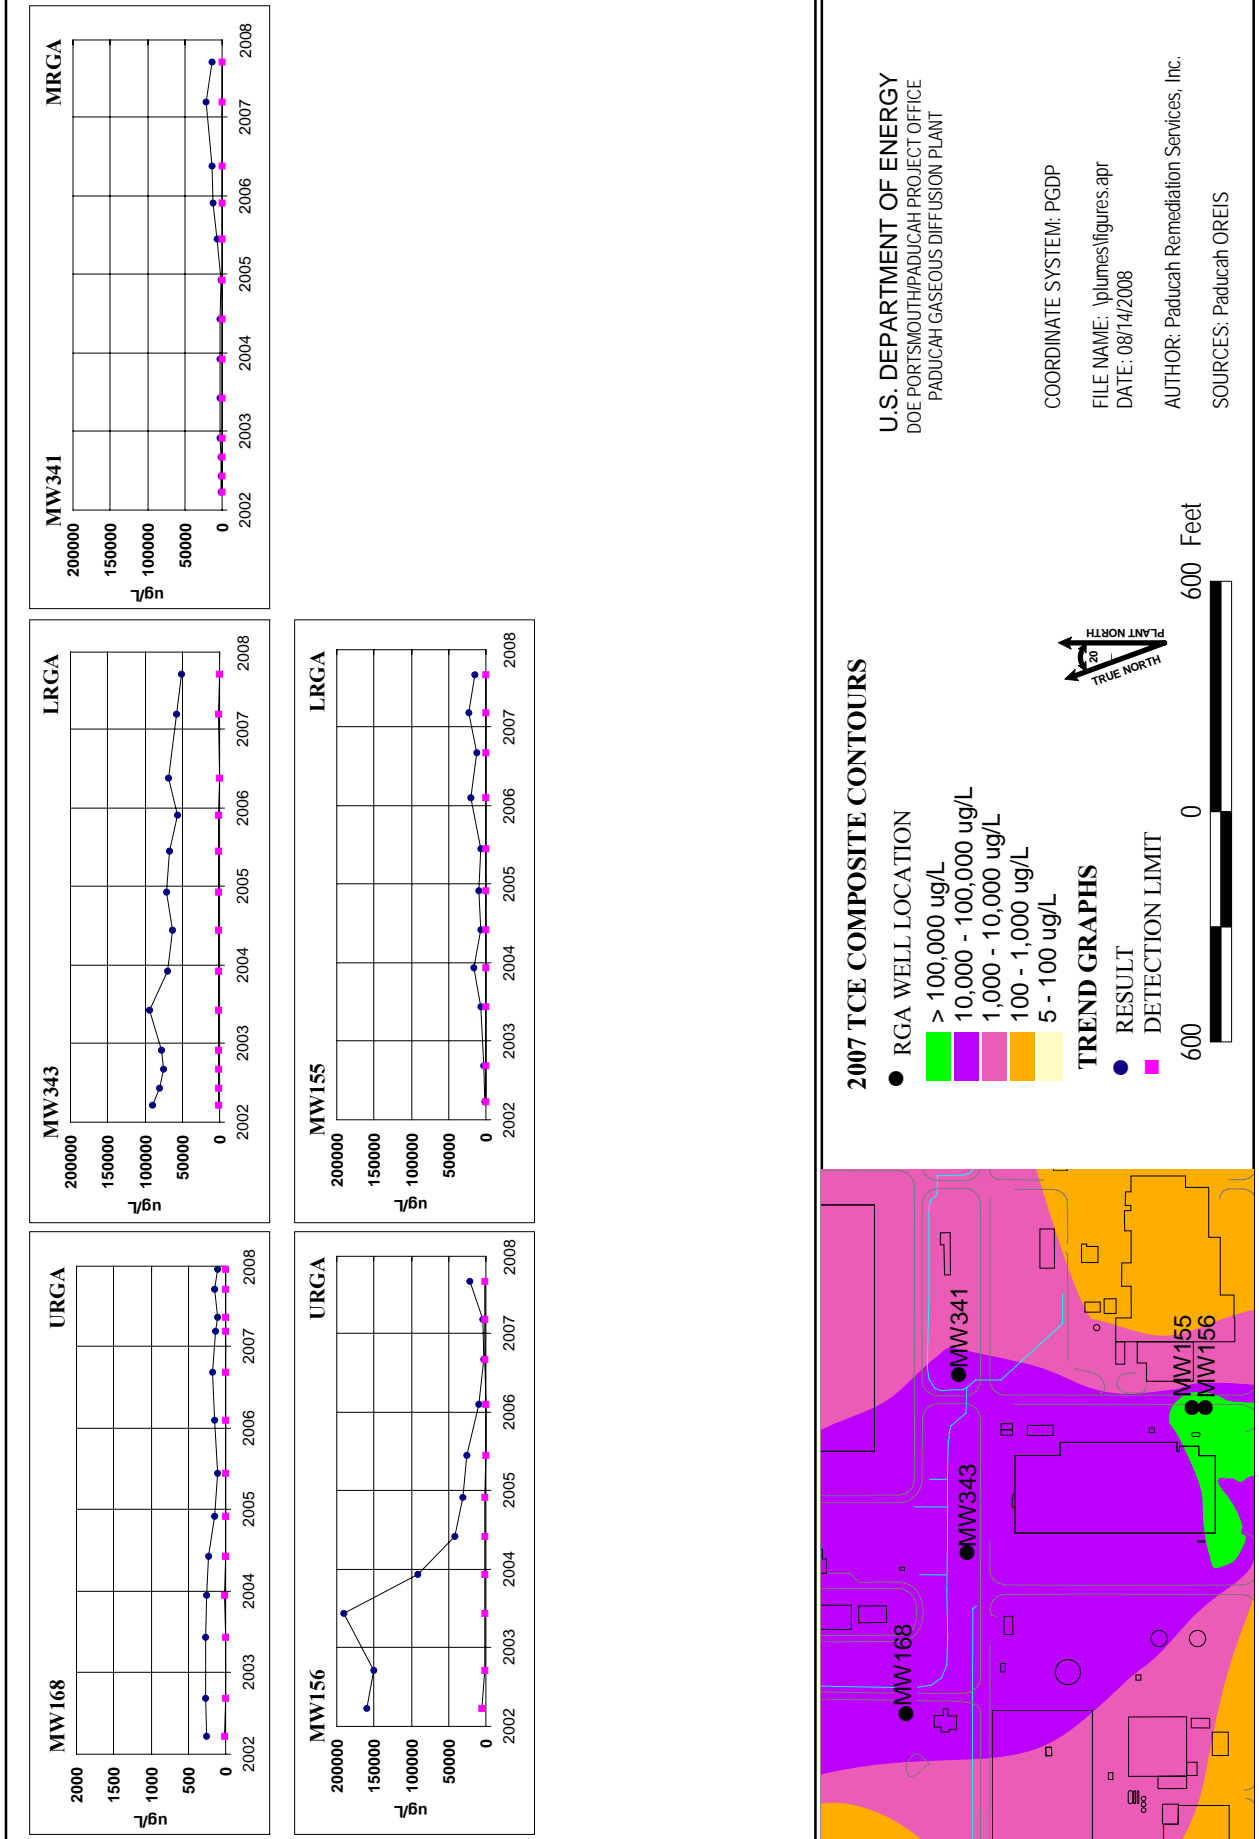 MW168
URGA
2000
1500
1000
500
0
ug/L
2002
2003
2004
2005
2006
2007
2008
MW343
LRGA
200000
150000
100000
50000
0
ug/L
2002
2003
2004
2005
2006
2007
2008
MW341
MRGA
200000
150000
100000
50000
0
ug/L
2002
2003
2004
2005
2006
2007
2008
MW156
URGA
200000
150000
100000
50000
0
ug/L
2002
2003
2004
2005
2006
2007
2008
MW155
LRGA
200000
150000
100000
50000
0
ug/L
2002
2003
2004
2005
2006
2007
2008
MW168
MW343
MW341
MW155
MW156
2007 TCE COMPOSITE CONTOURS
RGA WELL LOCATION
> 100,000 ug/L
10,000 - 100,000 ug/L
1,000 - 10,000 ug/L
100 - 1,000 ug/L
5 - 100 ug/L
TREND GRAPHS
RESULT
DETECTION LIMIT
600 0 600 Feet
TRUE NORTH
20
PLANT NORTH
U.S. DEPARTMENT OF ENERGY
DOE PORTSMOUTH/PADUCAH PROJECT OFFICE
PADUCAH GASEOUS DIFFUSION PLANT
COORDINATE SYSTEM: PGDP
FILE NAME: \plumes\figures.apr
DATE: 08/14/2008
AUTHOR: Paducah Remediation Services, Inc.
SOURCES: Paducah OREIS